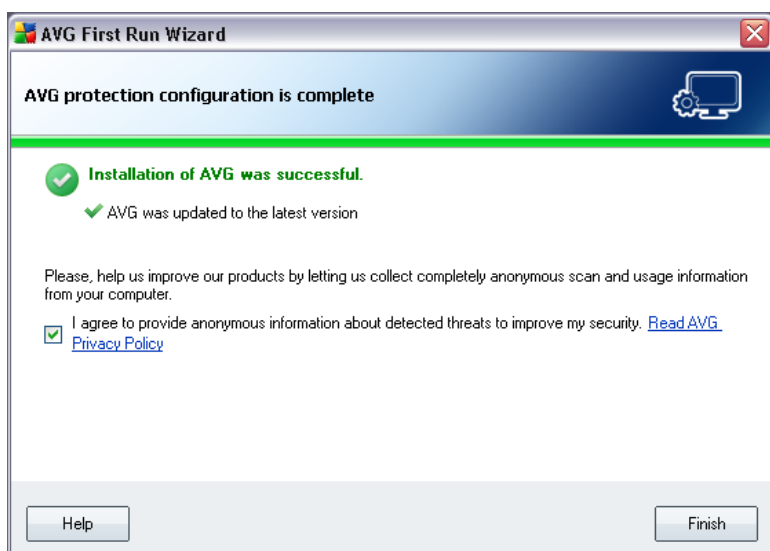 AVG First Run Wizard
AVG protection configuration is complete
Installation of AVG was successful.
AVG was updated to the latest version
Please, help us improve our products by letting us collect completely anonymous scan and usage information
from your computer.
I agree to provide anonymous information about detected threats to improve my security. Read AVG
Privacy Policy
Help
Finish